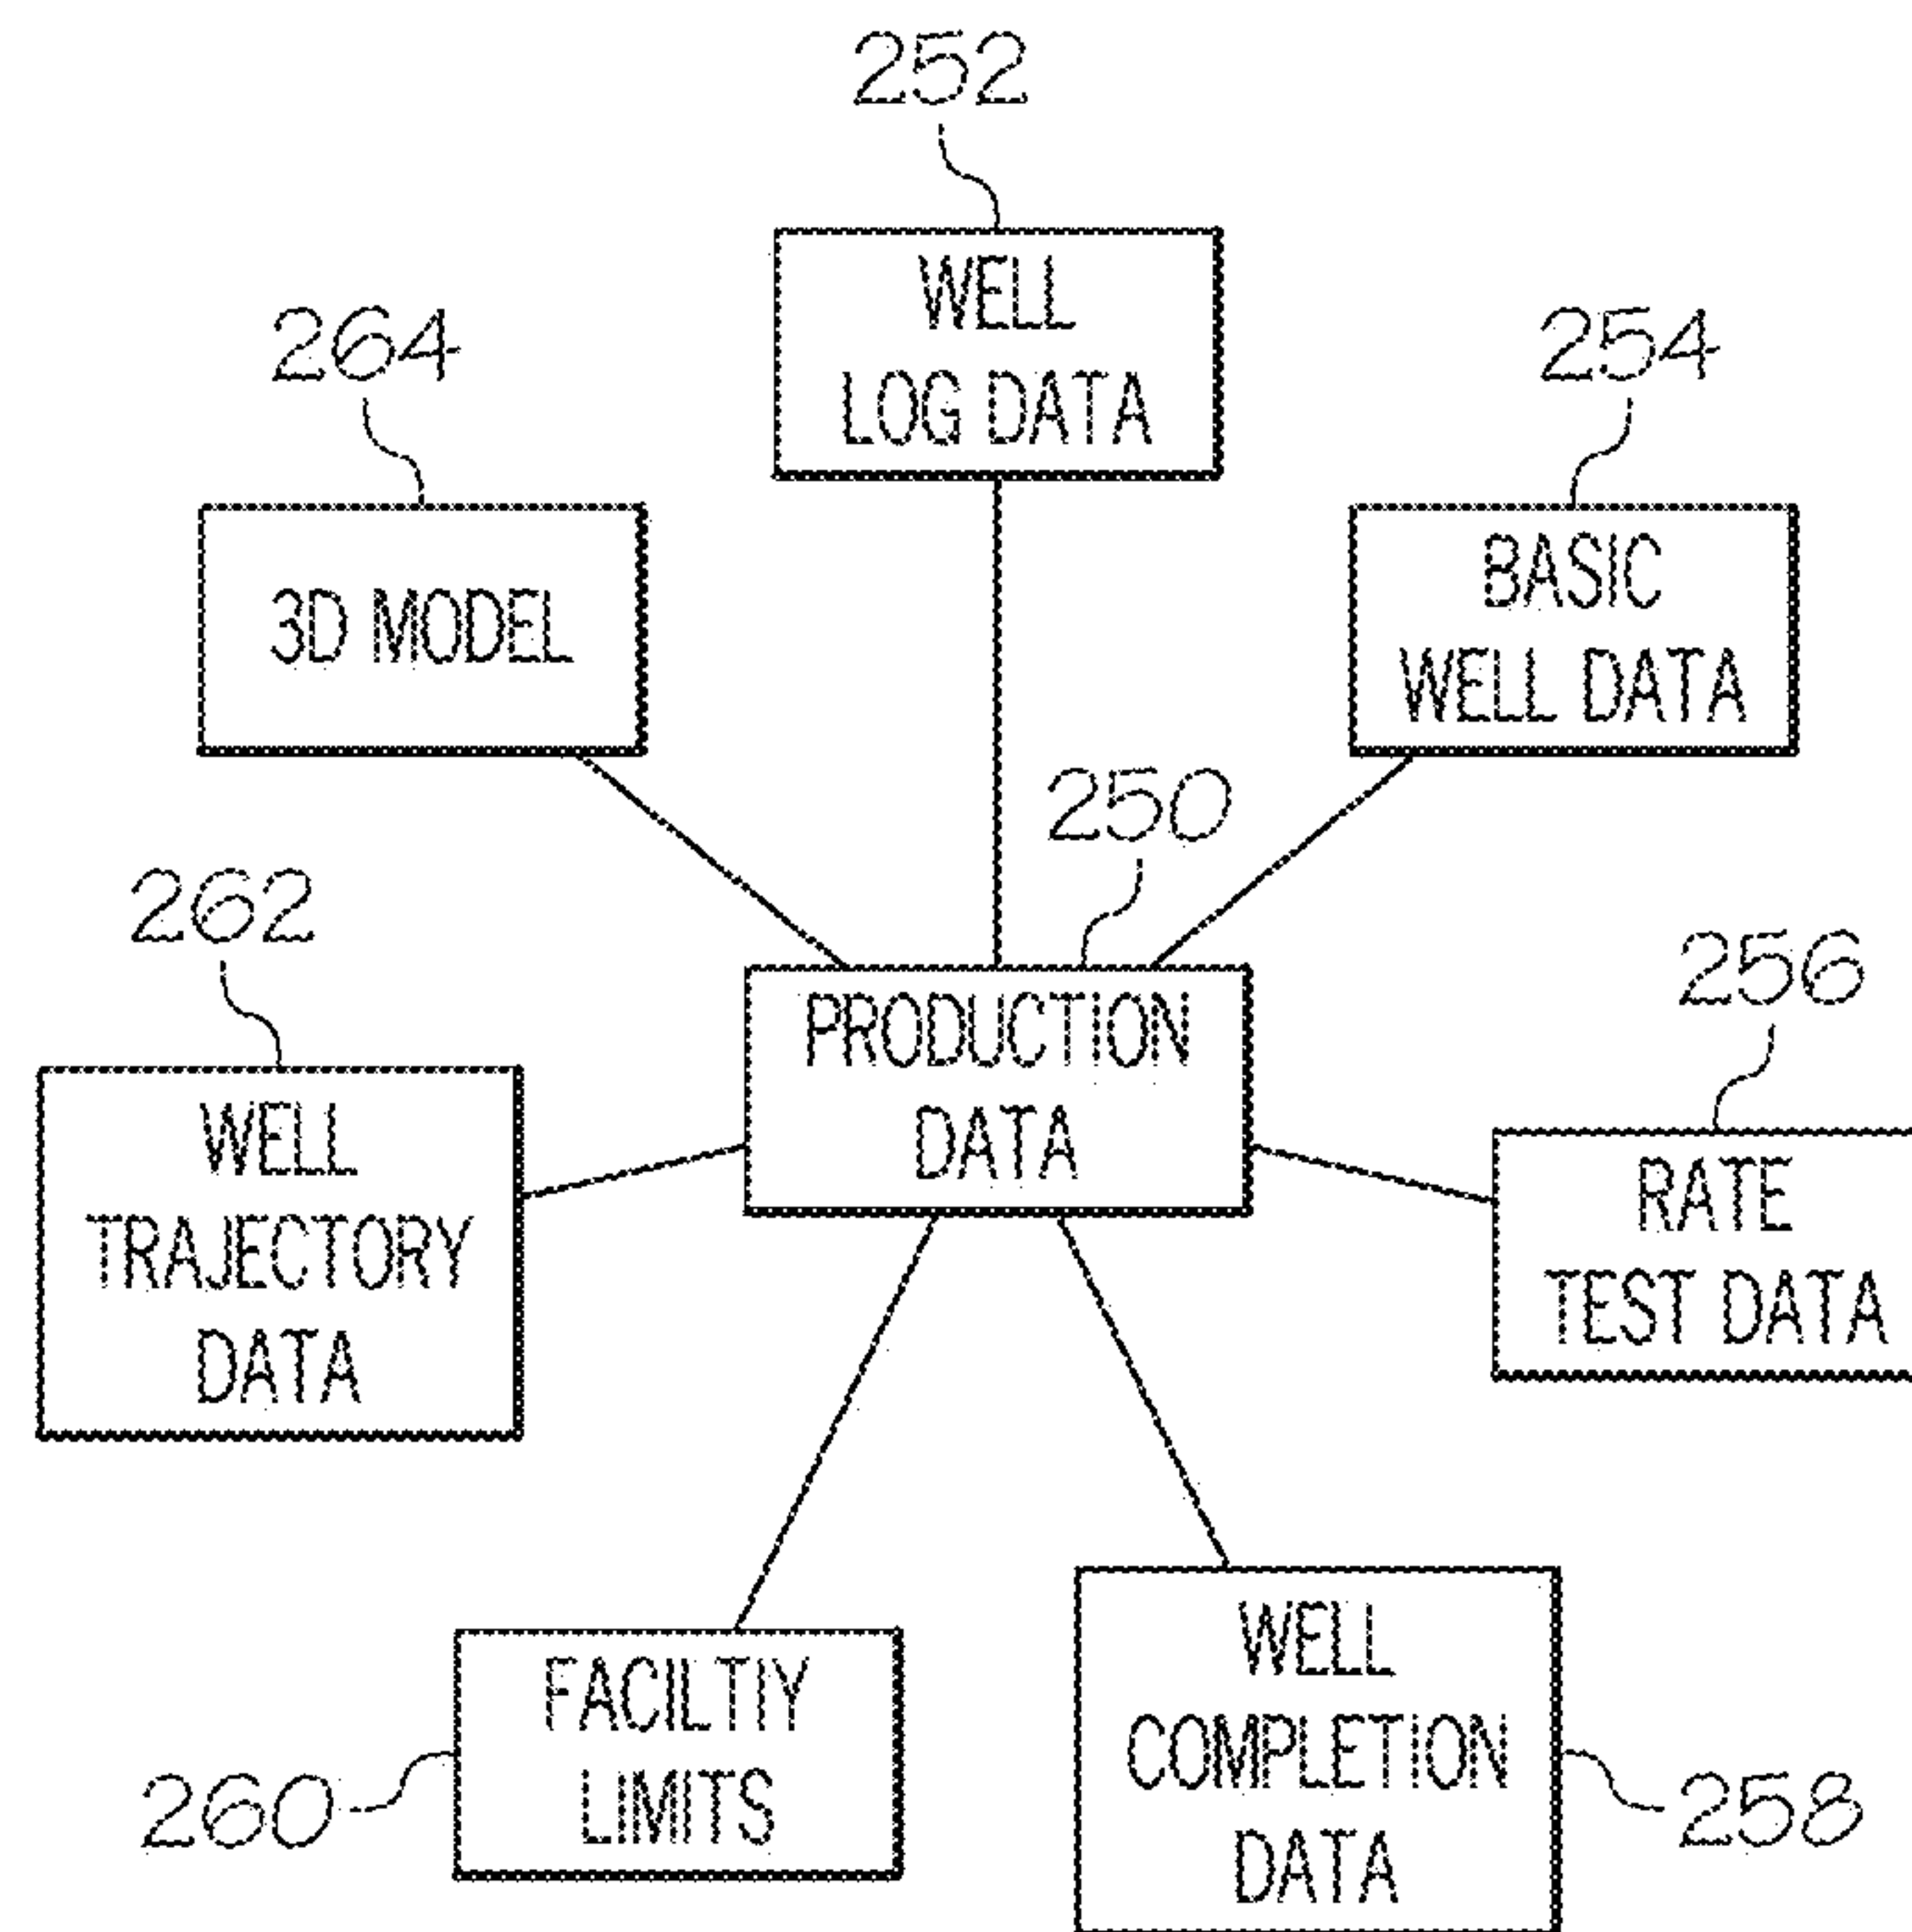 252
WELL
LOG DATA
264
3D MODEL
254
BASIC
WELL DATA
250
PRODUCTION
DATA
262
WELL
TRAJECTORY
DATA
256
RATE
TEST DATA
260
FACILTIY
LIMITS
WELL
COMPLETION
DATA
258